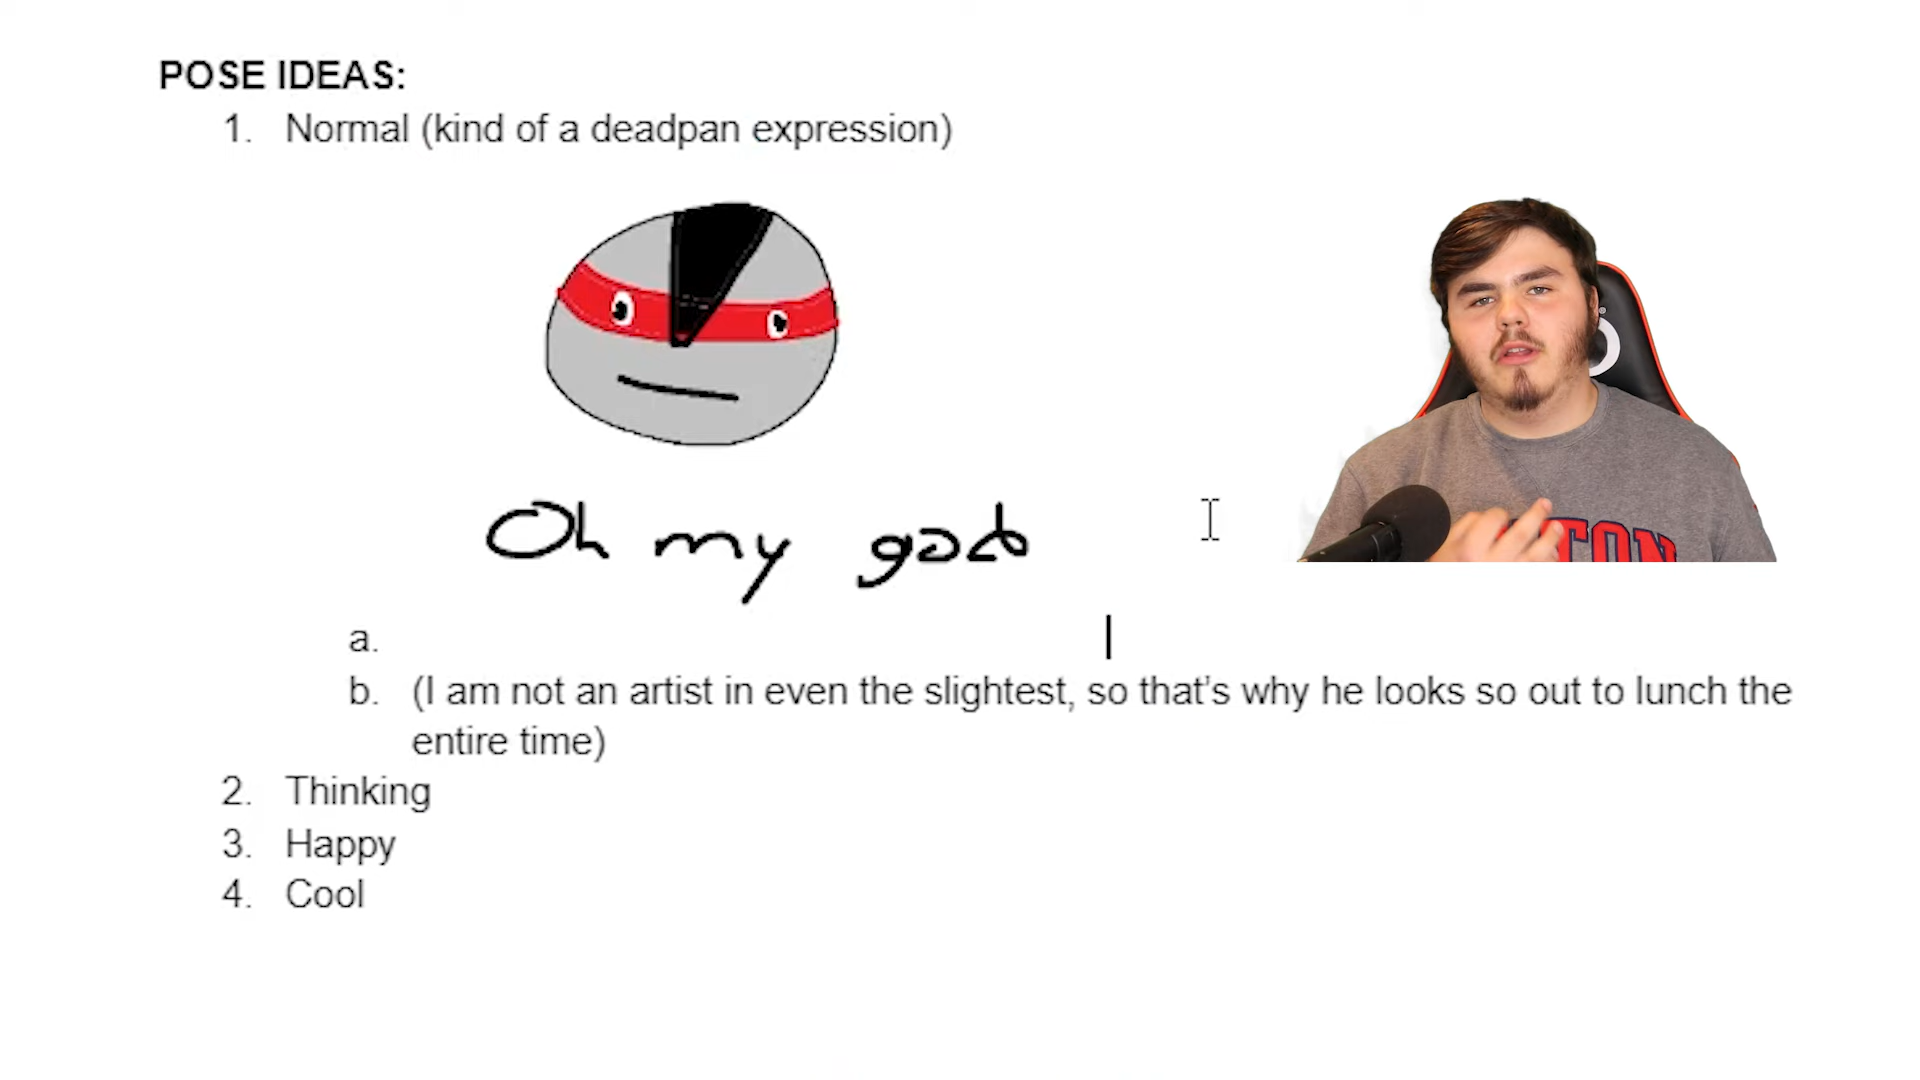 POSE IDEAS:
1. Normal (kind of a deadpan expression)
Oh my god
a.
b. (I am not an artist in even the slightest, so that's why he looks so out to lunch the
entire time)
2. Thinking
3. Happy
4. Cool
TON